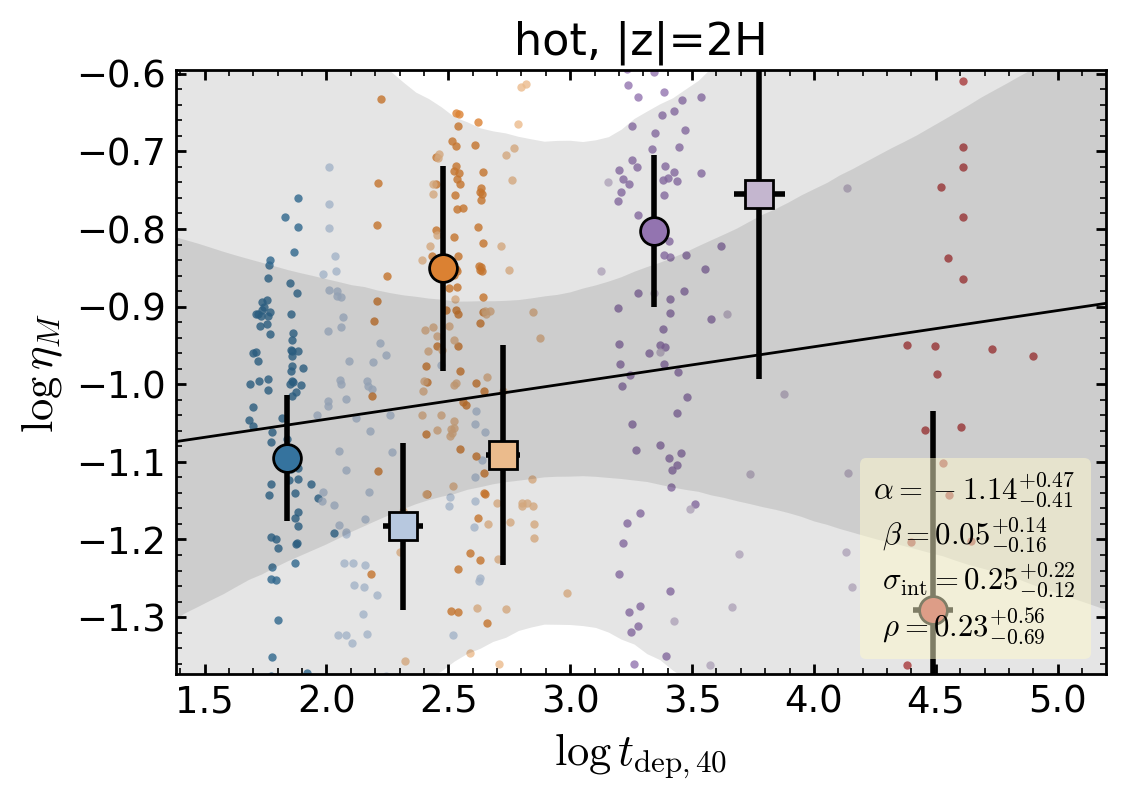 hot, |z|=2H
−0.6
−0.7
−0.8
−0.9
−1.0
−1.1
−1.2
−1.3
log η_M
α = −1.14^{+0.47}_{−0.41}
β = 0.05^{+0.14}_{−0.16}
σ_int = 0.25^{+0.22}_{−0.12}
ρ = 0.23^{+0.56}_{−0.69}
1.5 2.0 2.5 3.0 3.5 4.0 4.5 5.0
log t_{dep, 40}